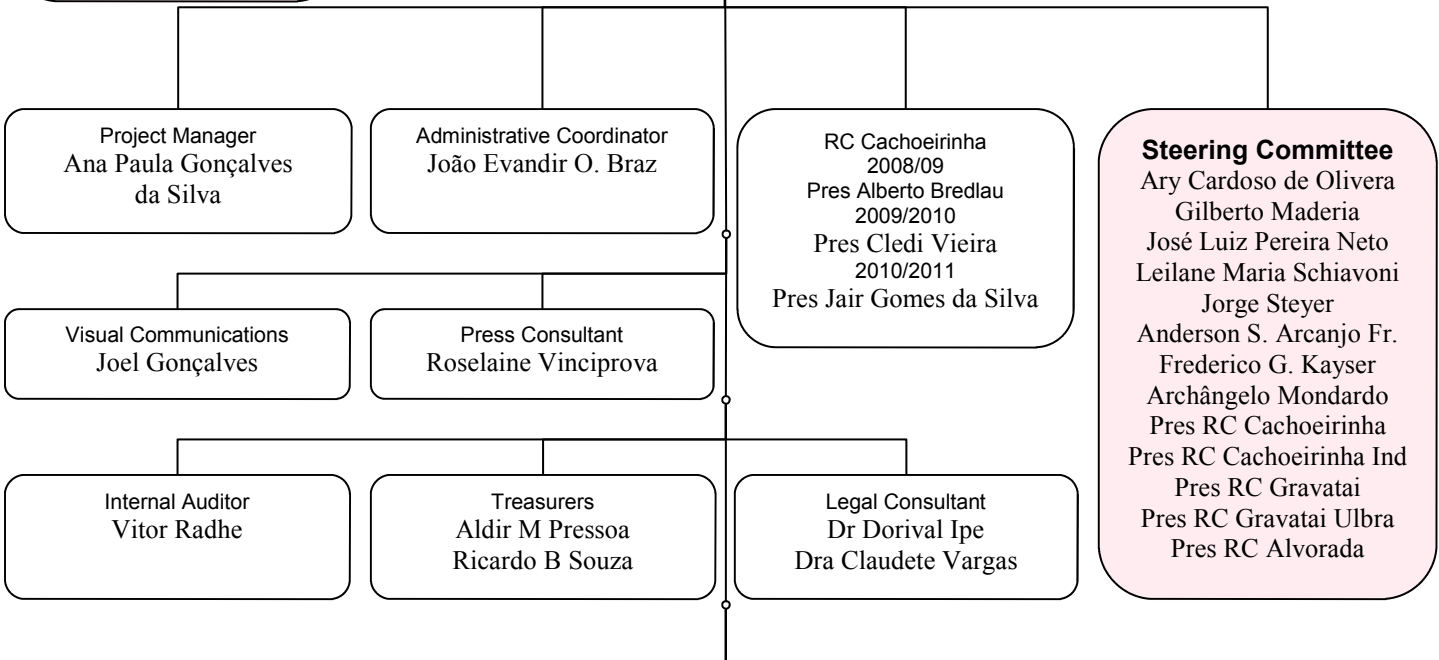 Project Manager
Ana Paula Gonçalves
da Silva
Administrative Coordinator
João Evandir O. Braz
RC Cachoeirinha
2008/09
Pres Alberto Bredlau
2009/2010
Pres Cledi Vieira
2010/2011
Pres Jair Gomes da Silva
Steering Committee
Ary Cardoso de Olivera
Gilberto Maderia
José Luiz Pereira Neto
Leilane Maria Schiavoni
Jorge Steyer
Anderson S. Arcanjo Fr.
Frederico G. Kayser
Archângelo Mondardo
Pres RC Cachoeirinha
Pres RC Cachoeirinha Ind
Pres RC Gravatai
Pres RC Gravatai Ulbra
Pres RC Alvorada
Visual Communications
Joel Gonçalves
Press Consultant
Roselaine Vinciprova
Internal Auditor
Vitor Radhe
Treasurers
Aldir M Pressoa
Ricardo B Souza
Legal Consultant
Dr Dorival Ipe
Dra Claudete Vargas